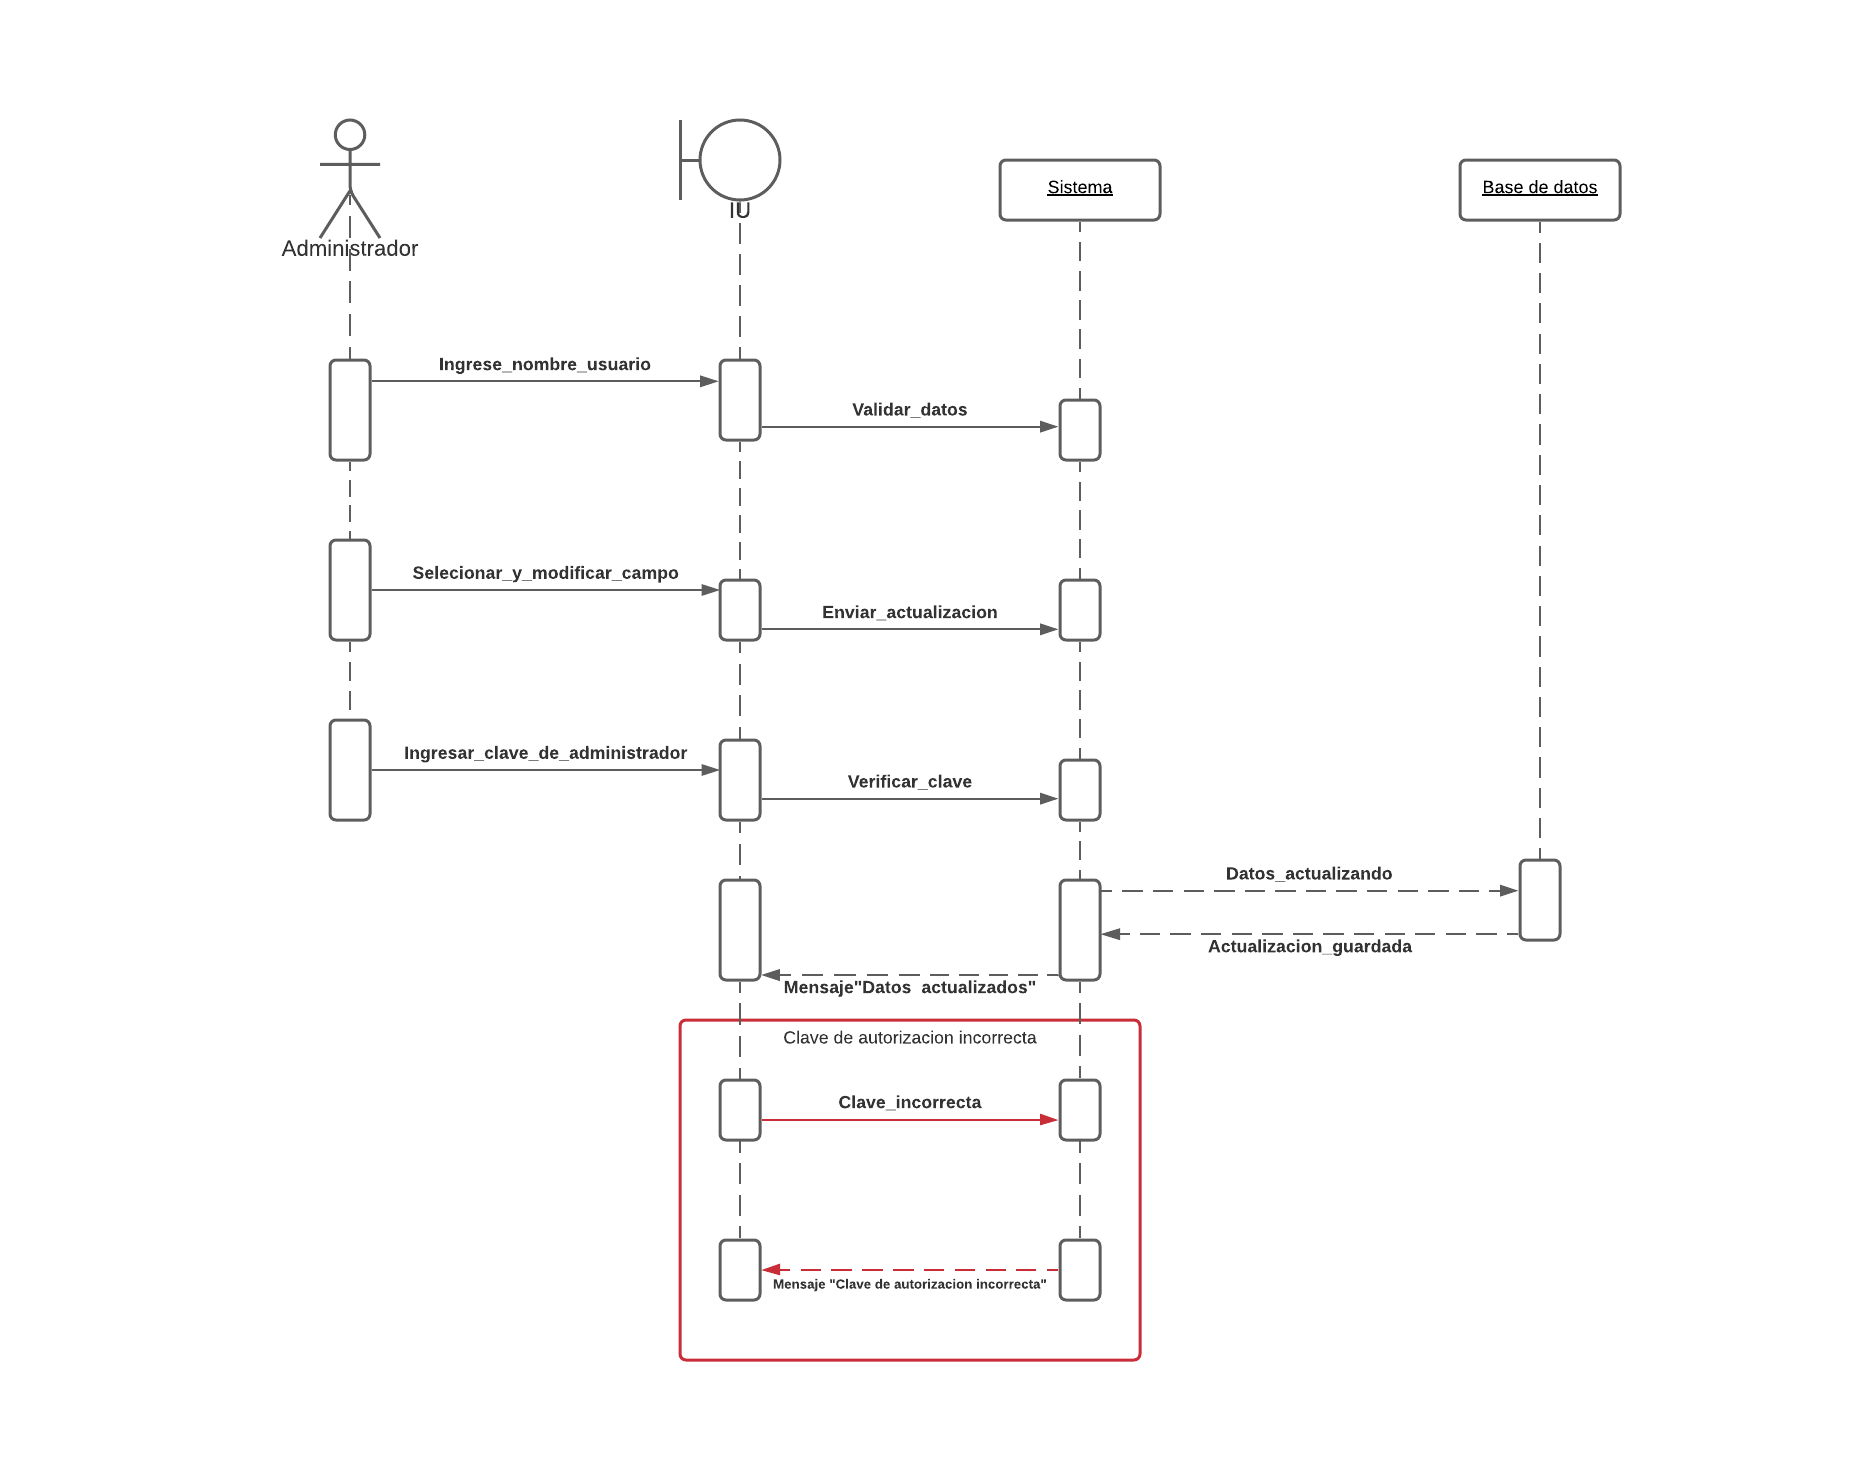 Administrador
IU
Sistema
Base de datos
Ingrese_nombre_usuario
Validar_datos
Selecionar_y_modificar_campo
Enviar_actualizacion
Ingresar_clave_de_administrador
Verificar_clave
Datos_actualizando
Actualizacion_guardada
Mensaje"Datos actualizados"
Clave de autorizacion incorrecta
Clave_incorrecta
Mensaje "Clave de autorizacion incorrecta"